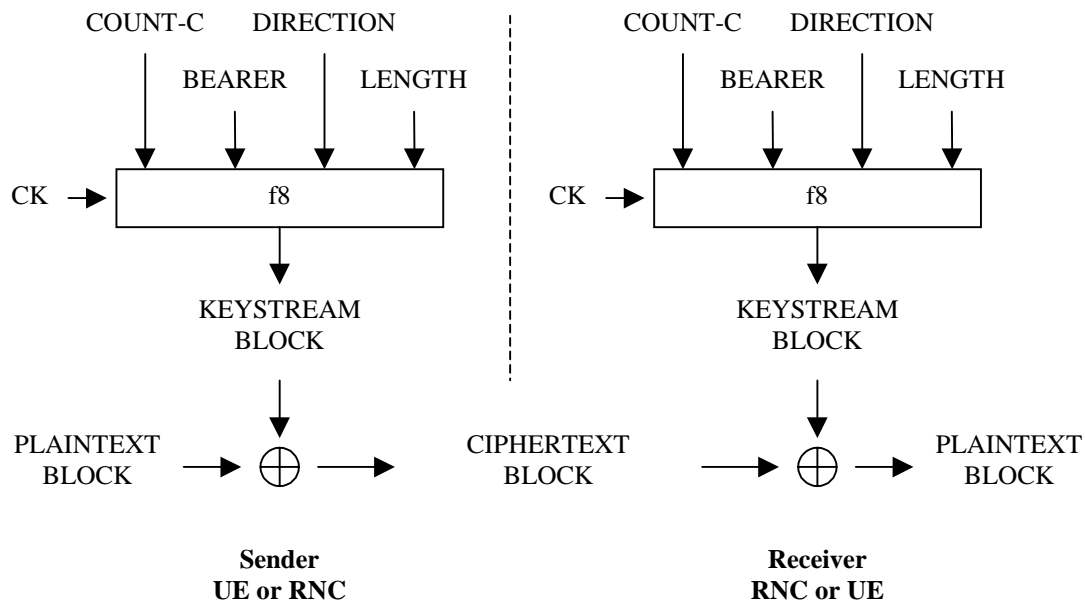 COUNT-C DIRECTION COUNT-C DIRECTION
BEARER LENGTH BEARER LENGTH
CK f8 CK f8
KEYSTREAM KEYSTREAM
BLOCK BLOCK
PLAINTEXT CIPHERTEXT PLAINTEXT
BLOCK BLOCK BLOCK
Sender Receiver
UE or RNC RNC or UE